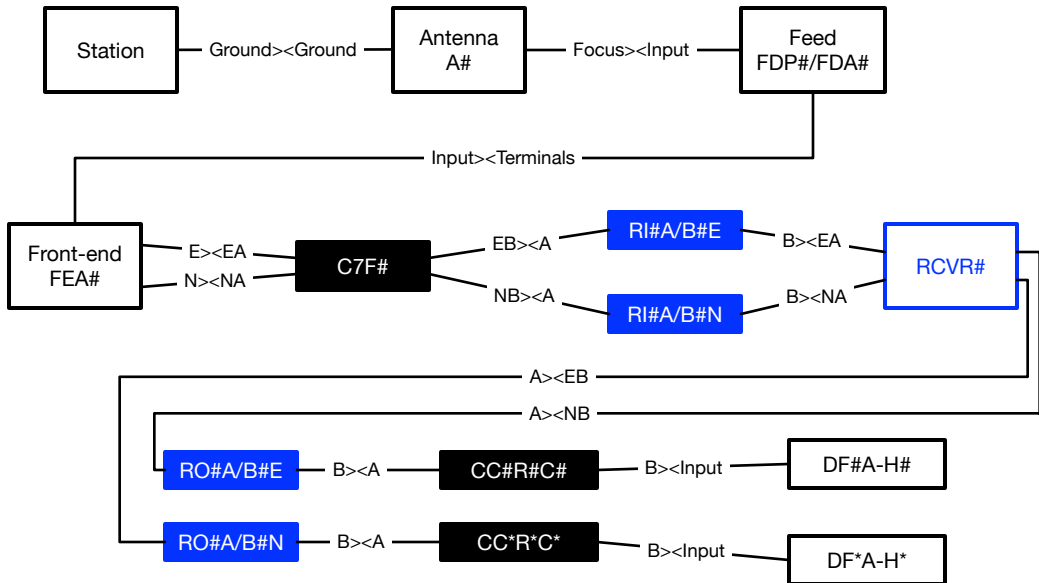 Station
Ground><Ground
Antenna
A#
Focus><Input
Feed
FDP#/FDA#
Input><Terminals
Front-end
FEA#
E><EA
N><NA
C7F#
EB><A
NB><A
RI#A/B#E
RI#A/B#N
B><EA
B><NA
RCVR#
A><EB
A><NB
RO#A/B#E
B><A
CC#R#C#
B><Input
DF#A-H#
RO#A/B#N
B><A
CC*R*C*
B><Input
DF*A-H*